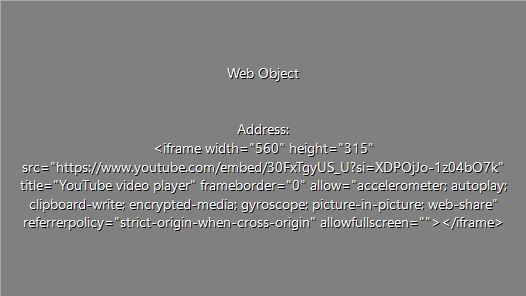 Web Object
Address:
<iframe width="560" height="315"
src="https://www.youtube.com/embed/30FxTgyUS_U?si=XDPOjJo-1z04bO7k"
title="YouTube video player" frameborder="0" allow="accelerometer; autoplay;
clipboard-write; encrypted-media; gyroscope; picture-in-picture; web-share"
referrerpolicy="strict-origin-when-cross-origin" allowfullscreen=""></iframe>